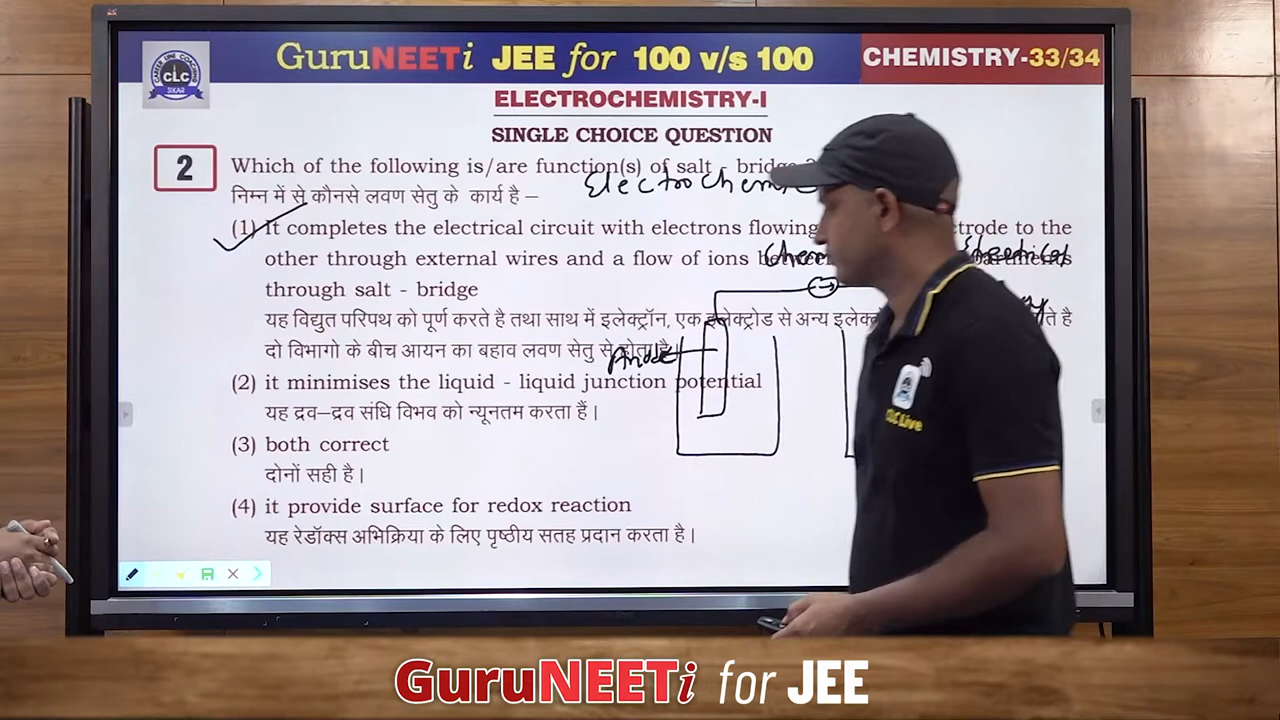 GuruNEETi JEE for 100 v/s 100
CHEMISTRY-33/34
CLC
SIKAR
ELECTROCHEMISTRY-I
SINGLE CHOICE QUESTION
2
Which of the following is/are function(s) of salt - bridge ?
निम्न में से कौनसे लवण सेतु के कार्य है –
(1) It completes the electrical circuit with electrons flowing
to the
other through external wires and a flow of ions
through salt - bridge
यह विद्युत परिपथ को पूर्ण करते है तथा साथ में इलेक्ट्रॉन, एक इलेक्ट्रोड से अन्य
है
दो विभागो के बीच आयन का बहाव लवण सेतु से होता है।
(2) it minimises the liquid - liquid junction potential
यह द्रव–द्रव संधि विभव को न्यूनतम करता हैं।
(3) both correct
दोनों सही है।
(4) it provide surface for redox reaction
यह रेडॉक्स अभिक्रिया के लिए पृष्ठीय सतह प्रदान करता है।
Electrical
Anode
CLC Live
GuruNEETi for JEE